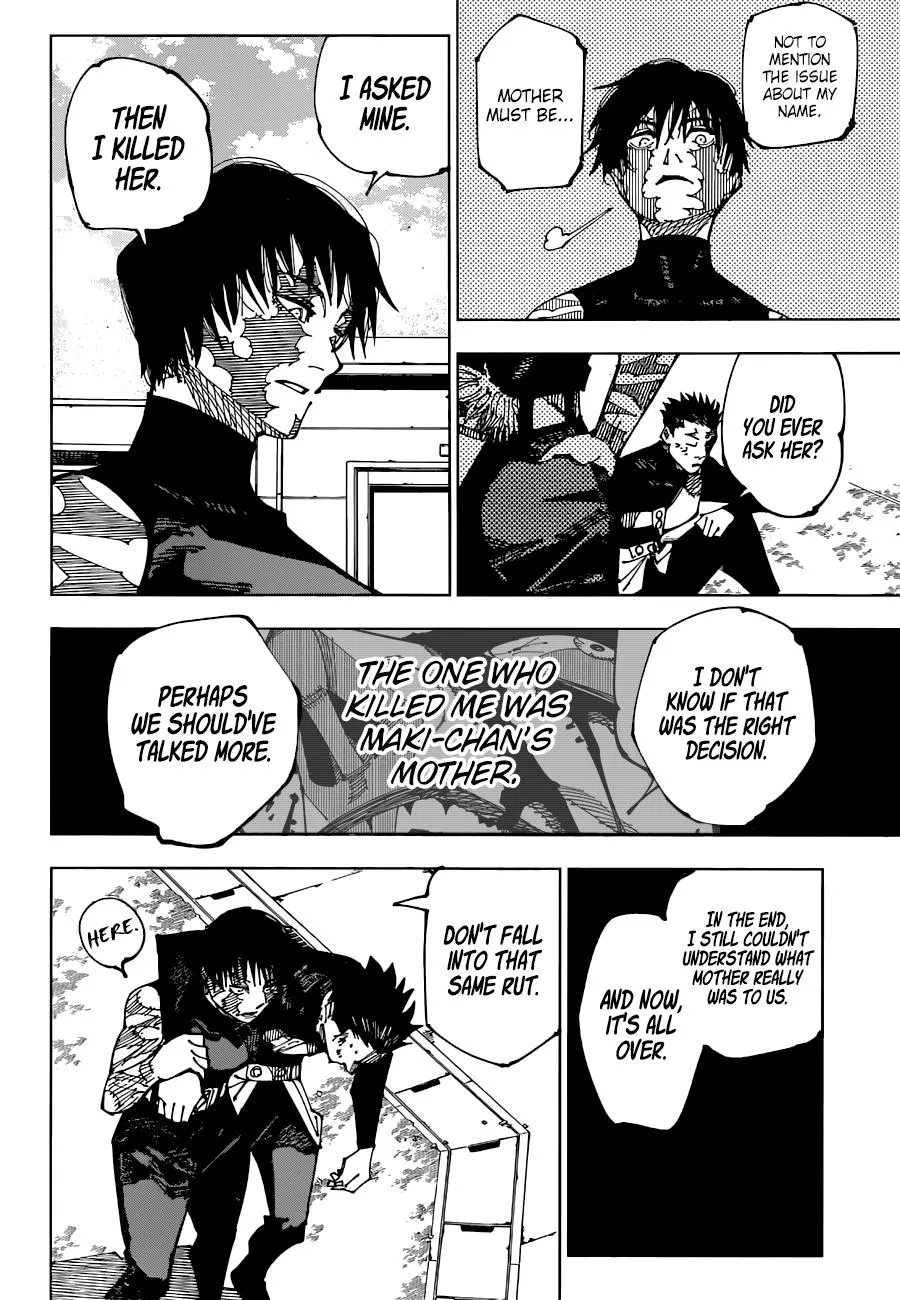 NOT TO
MENTION
THE ISSUE
ABOUT MY
NAME.
MOTHER
MUST BE...
DID
YOU EVER
ASK HER?
I ASKED
MINE.
THEN
I KILLED
HER.
I DON'T
KNOW IF THAT
WAS THE RIGHT
DECISION.
THE ONE WHO
KILLED ME WAS
MAKI-CHAN'S
MOTHER.
PERHAPS
WE SHOULD'VE
TALKED MORE.
IN THE END,
I STILL COULDN'T
UNDERSTAND WHAT
MOTHER REALLY
WAS TO US.
AND NOW,
IT'S ALL
OVER.
DON'T FALL
INTO THAT
SAME RUT.
HERE.